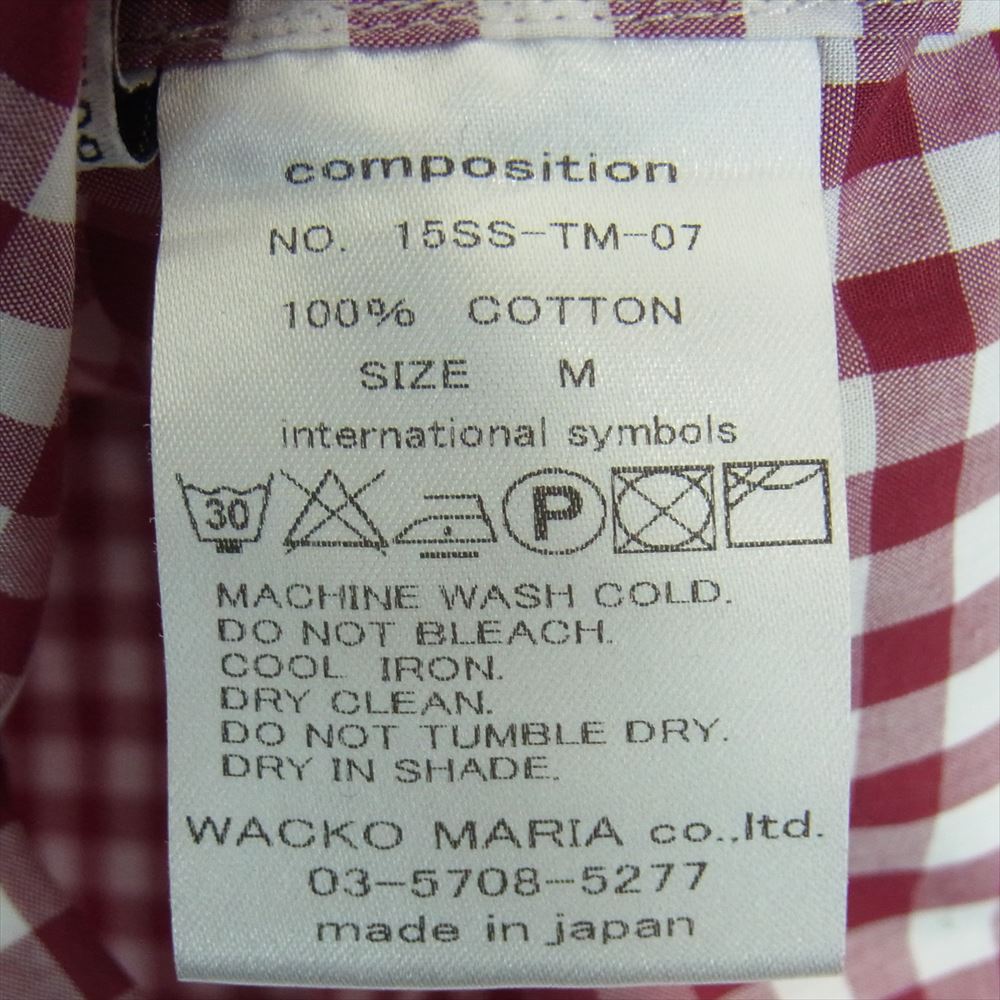 composition
NO. 15SS-TM-07
100% COTTON
SIZE M
international symbols
30 P
MACHINE WASH COLD.
DO NOT BLEACH.
COOL IRON.
DRY CLEAN.
DO NOT TUMBLE DRY.
DRY IN SHADE.
WACKO MARIA co.,ltd.
03-5708-5277
made in japan